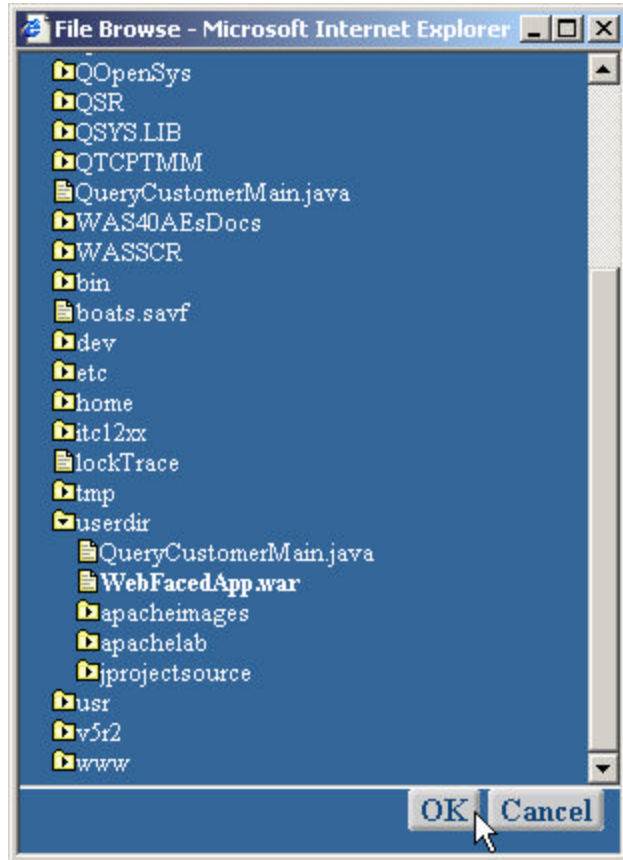 File Browse - Microsoft Internet Explorer
QOpenSys
QSR
QSYS.LIB
QTCPTMM
QueryCustomerMain.java
WAS40AEsDocs
WASSCR
bin
boats.savf
dev
etc
home
itc12xx
lockTrace
tmp
userdir
QueryCustomerMain.java
WebFacedApp.war
apacheimages
apachelab
jprojectsource
usr
v5r2
www
OK Cancel